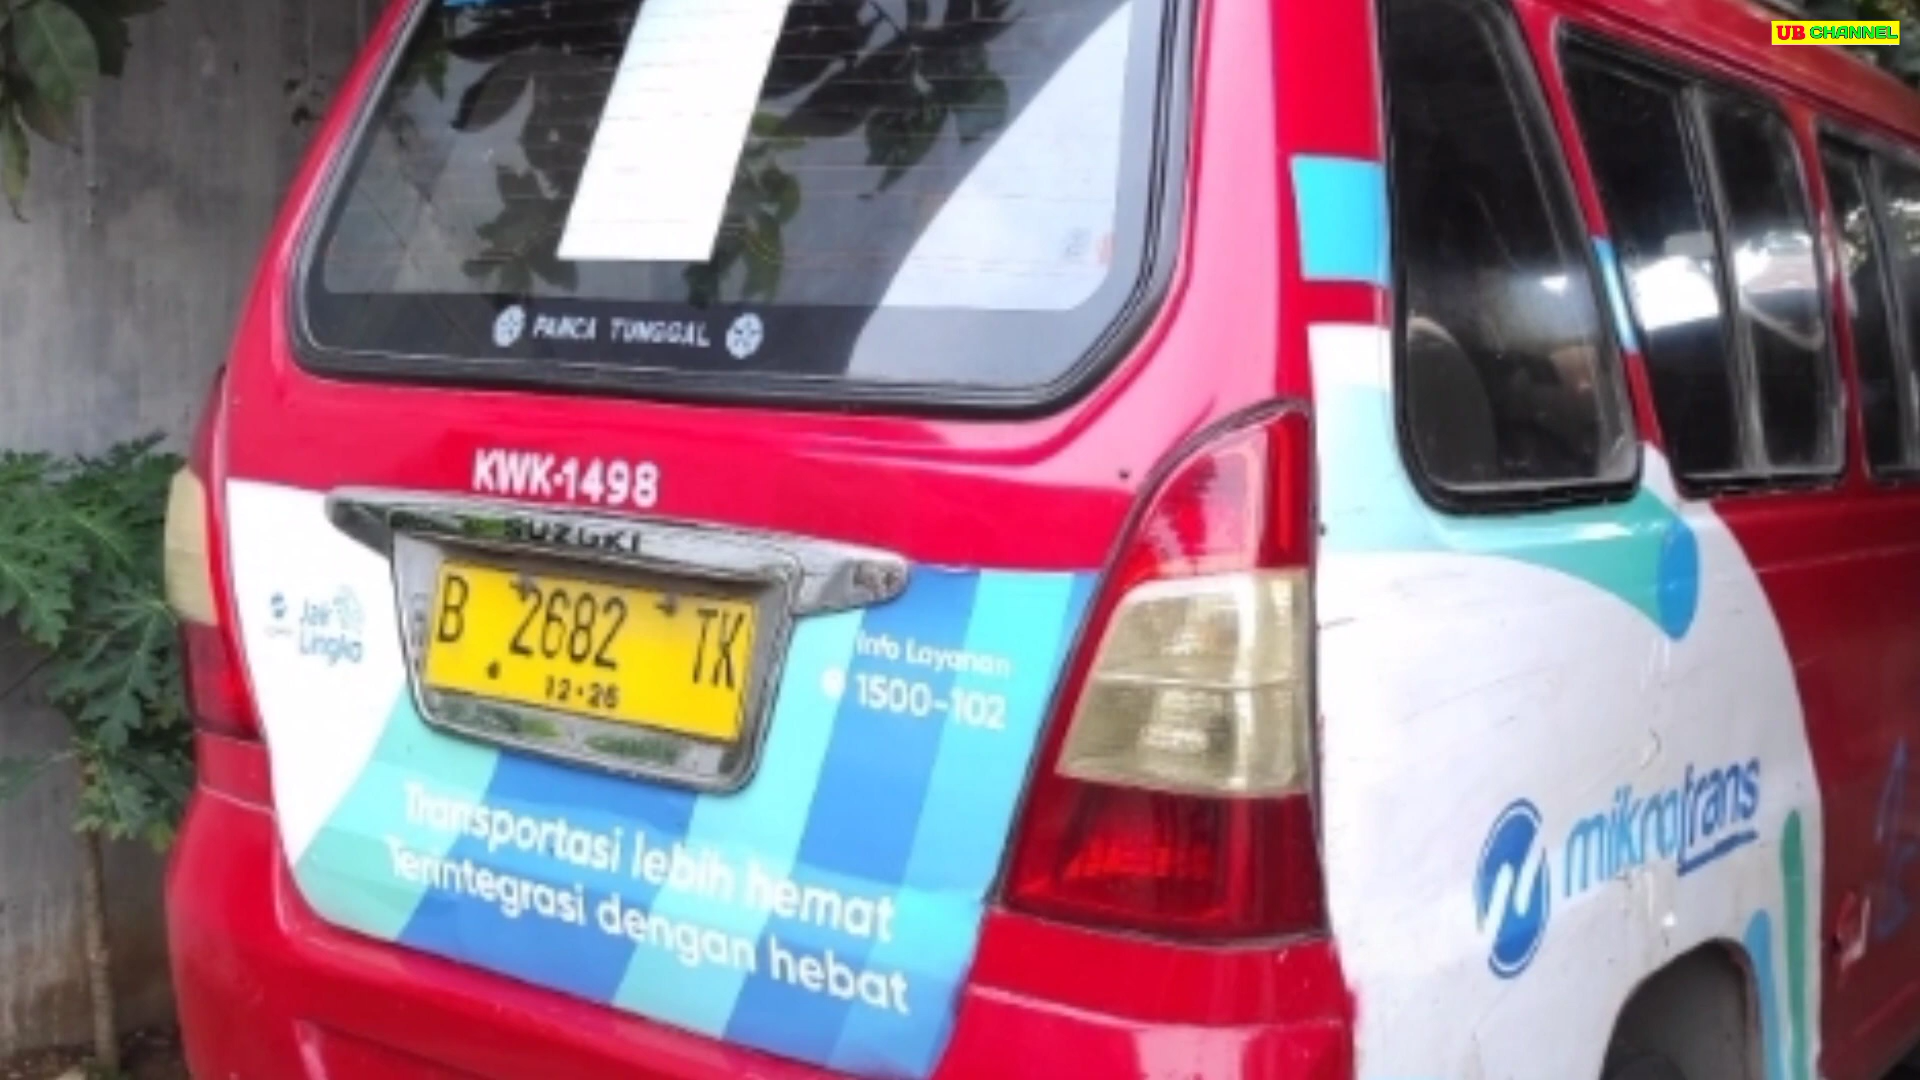 UB CHANNEL
PANCA TUNGGAL
KWK-1498
SUZUKI
B 2682 TK
12·26
Jak
Lingko
Info Layanan
1500-102
Transportasi lebih hemat
Terintegrasi dengan hebat
mikrotrans